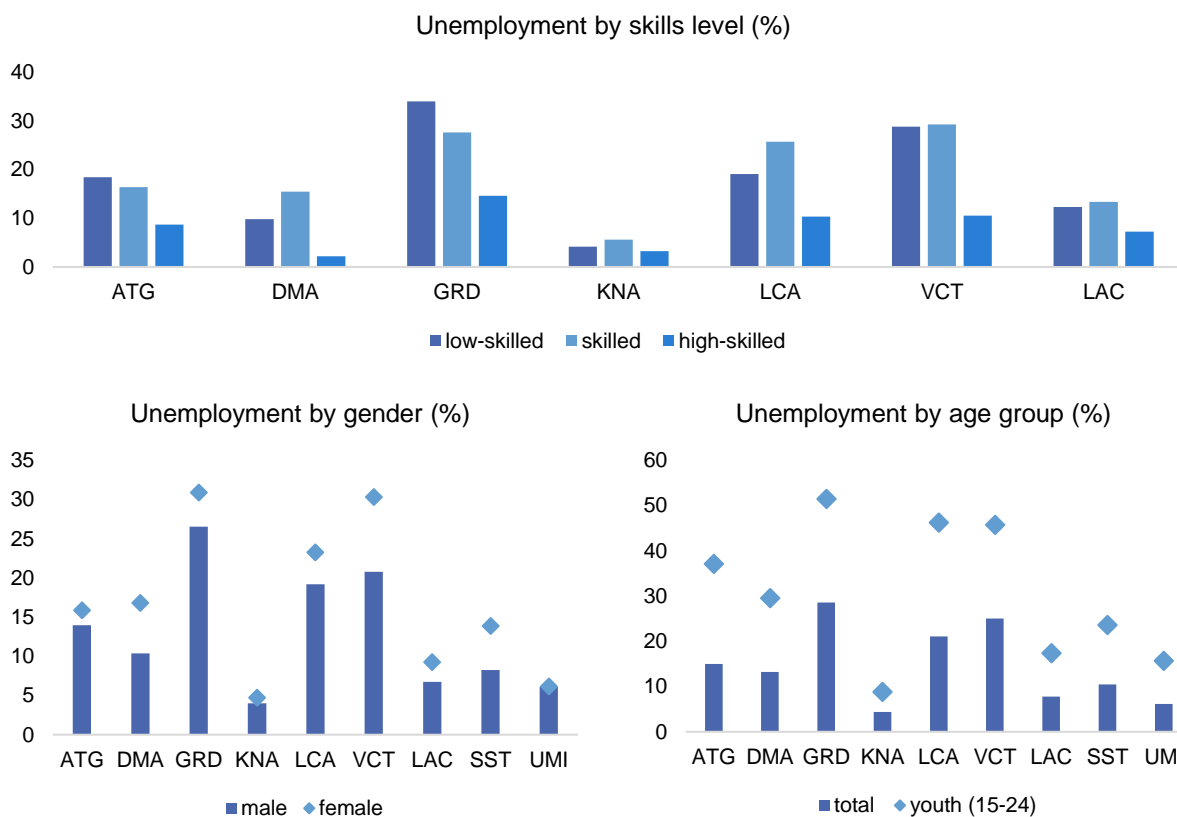 Unemployment by skills level (%)
40
30
20
10
0
ATG DMA GRD KNA LCA VCT LAC
low-skilled skilled high-skilled
Unemployment by gender (%)
35
30
25
20
15
10
5
0
ATG DMA GRD KNA LCA VCT LAC SST UMI
male female
Unemployment by age group (%)
60
50
40
30
20
10
0
ATG DMA GRD KNA LCA VCT LAC SST UM
total youth (15-24)